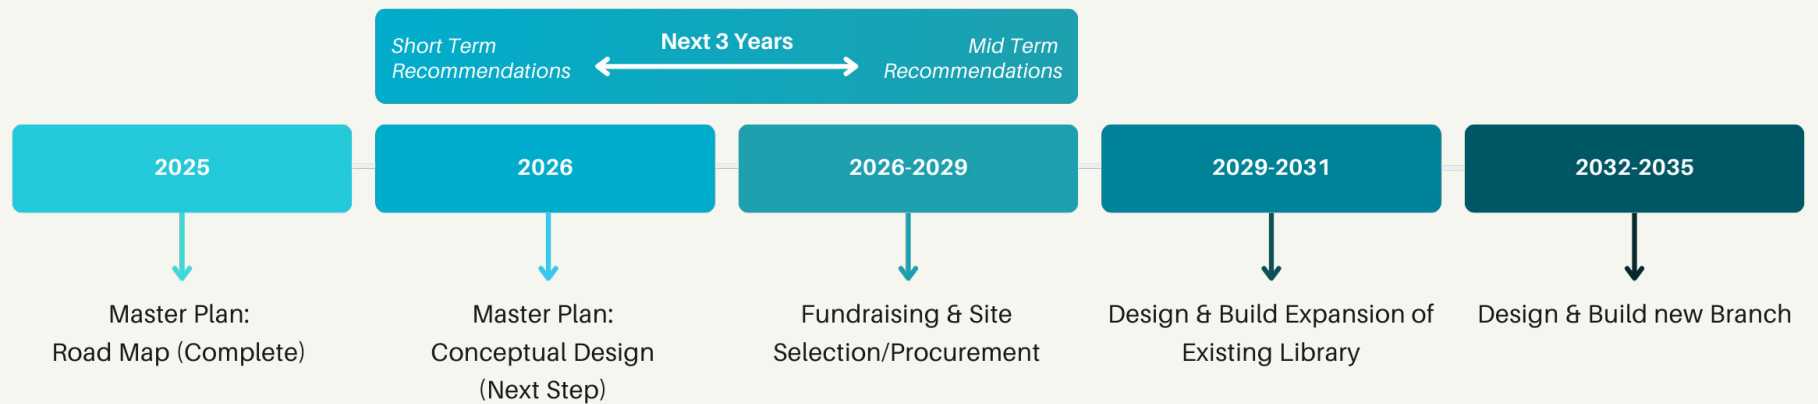 Short Term
Recommendations
Next 3 Years
Mid Term
Recommendations
2025
2026
2026-2029
2029-2031
2032-2035
Master Plan:
Road Map (Complete)
Master Plan:
Conceptual Design
(Next Step)
Fundraising & Site
Selection/Procurement
Design & Build Expansion of
Existing Library
Design & Build new Branch